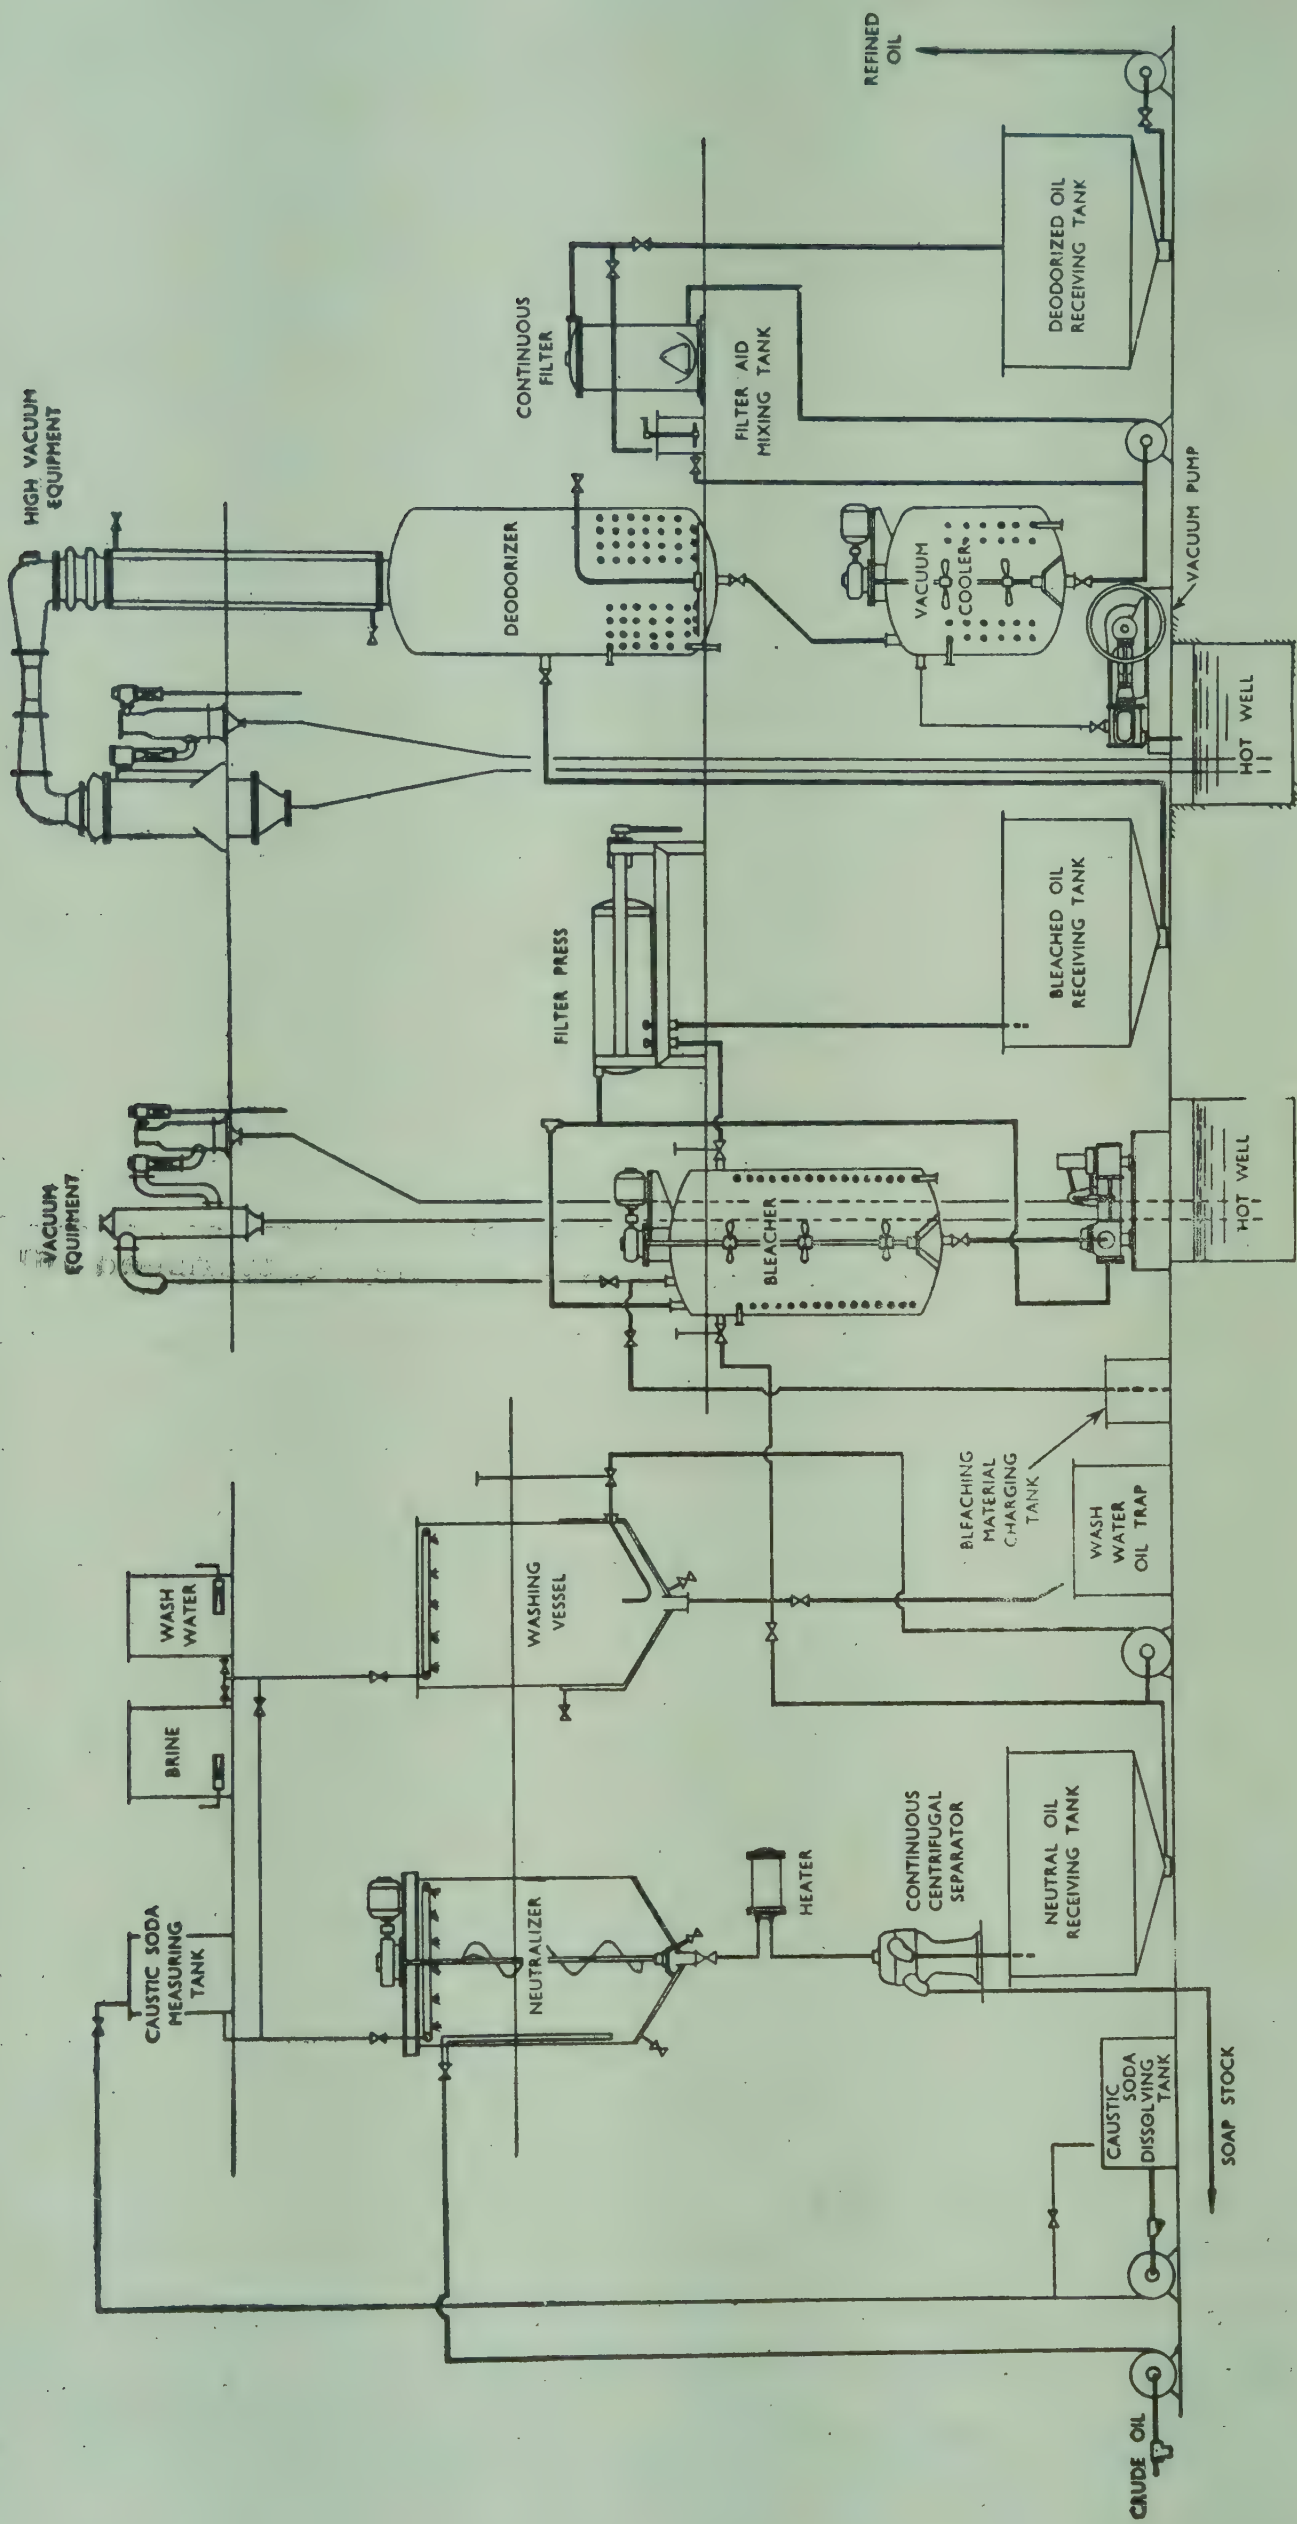 CRUDE OIL
CAUSTIC
SODA
DISSOLVING
TANK
SOAP STOCK
CAUSTIC SODA
MEASURING
TANK
NEUTRALIZER
HEATER
CONTINUOUS
CENTRIFUGAL
SEPARATOR
NEUTRAL OIL
RECEIVING TANK
BRINE
WASH
WATER
WASHING
VESSEL
WASH
WATER
OIL TRAP
BLEACHING
MATERIAL
CHARGING
TANK
VACUUM
EQUIPMENT
BLEACHER
HOT WELL
FILTER PRESS
BLEACHED OIL
RECEIVING TANK
HIGH VACUUM
EQUIPMENT
DEODORIZER
VACUUM
COOLER
HOT WELL
VACUUM PUMP
CONTINUOUS
FILTER
FILTER AID
MIXING TANK
DEODORIZED OIL
RECEIVING TANK
REFINED
OIL